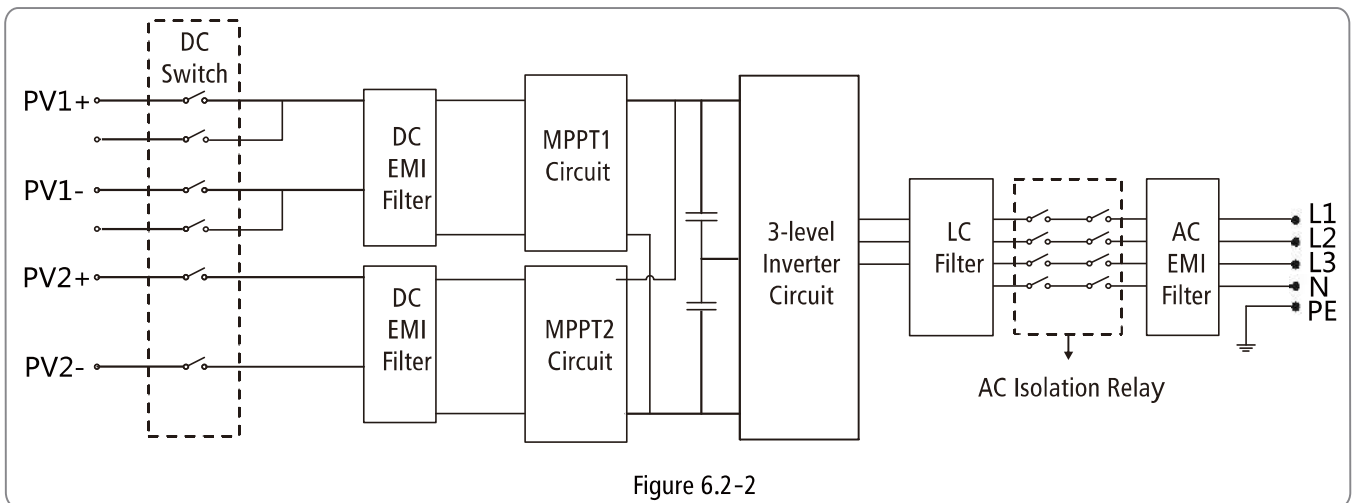 DC
Switch
PV1+
PV1-
PV2+
PV2-
DC
EMI
Filter
DC
EMI
Filter
MPPT1
Circuit
MPPT2
Circuit
3-level
Inverter
Circuit
LC
Filter
AC Isolation Relay
AC
EMI
Filter
L1
L2
L3
N
PE
Figure 6.2-2